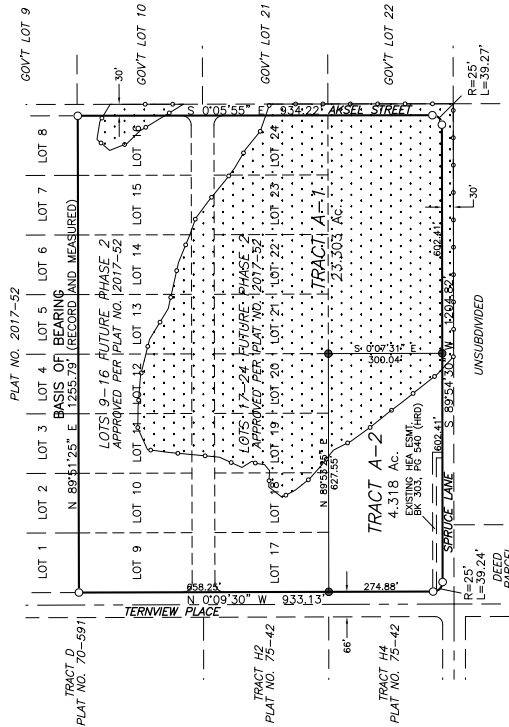 GOV'T LOT 9
GOV'T LOT 10
GOV'T LOT 21
GOV'T LOT 22
30'
S 0°05'55" E 934.22' AKSEL STREET
R=25'
L=39.27'
PLAT NO. 2017-52
LOT 8
LOT 7
LOT 6
LOT 5
LOT 4
LOT 3
LOT 2
LOT 1
BASIS OF BEARING
N 89°51'25" E 1255.79' (RECORD AND MEASURED)
LOT 16
LOT 15
LOT 14
LOT 13
LOT 12
LOT 11
LOT 10
LOT 9
LOTS 9-16 FUTURE PHASE 2
APPROVED PER PLAT NO. 2017-52
LOT 24
LOT 23
LOT 22
LOT 21
LOT 20
LOT 19
LOT 18
LOT 17
LOTS 17-24 FUTURE PHASE 2
APPROVED PER PLAT NO. 2017-52
TRACT A-1
23.303 Ac.
S 0°07'31" E
300.04'
N 89°53'25" E
627.55'
TRACT A-2
4.318 Ac.
EXISTING HEA ESMT.
BK 303, PG 540 (HRD)
602.41'
602.41'
30'
S 89°54'30" W 1204.82'
SPRUCE LANE
UNSUBDIVIDED
DEED
PARCEL
R=25'
L=39.24'
658.25'
274.88'
N 0°09'30" W 933.13'
TERNVIEW PLACE
66'
TRACT D
PLAT NO. 70-591
TRACT H2
PLAT NO. 75-42
TRACT H4
PLAT NO. 75-42